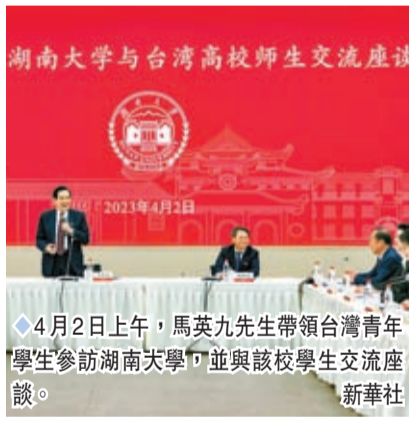 湖南大学与台湾高校师生交流座谈
2023年4月2日
◆4月2日上午，馬英九先生帶領台灣青年
學生參訪湖南大學，並與該校學生交流座
談。 新華社